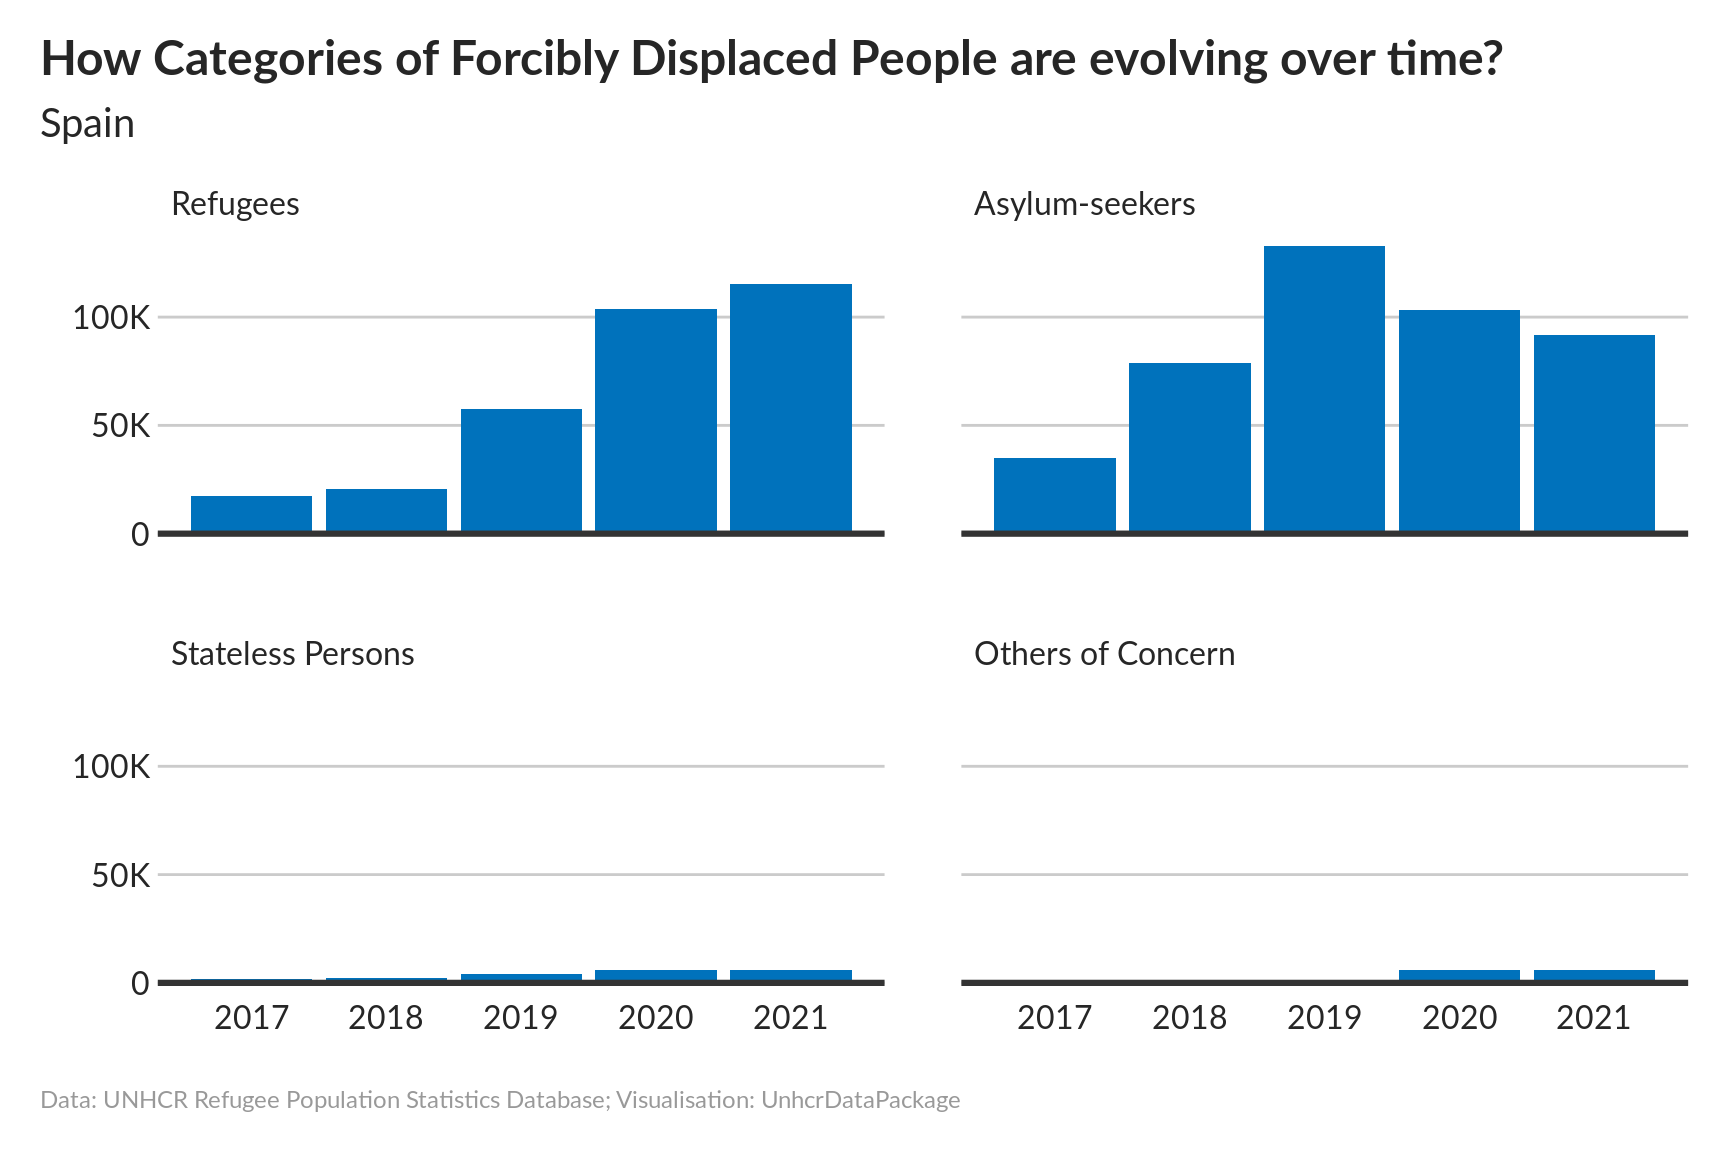 How Categories of Forcibly Displaced People are evolving over time?
Spain
Refugees
Asylum-seekers
100K
50K
0
Stateless Persons
Others of Concern
100K
50K
0
2017 2018 2019 2020 2021
2017 2018 2019 2020 2021
Data: UNHCR Refugee Population Statistics Database; Visualisation: UnhcrDataPackage